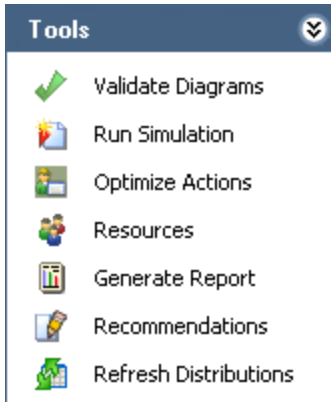 Tools
Validate Diagrams
Run Simulation
Optimize Actions
Resources
Generate Report
Recommendations
Refresh Distributions